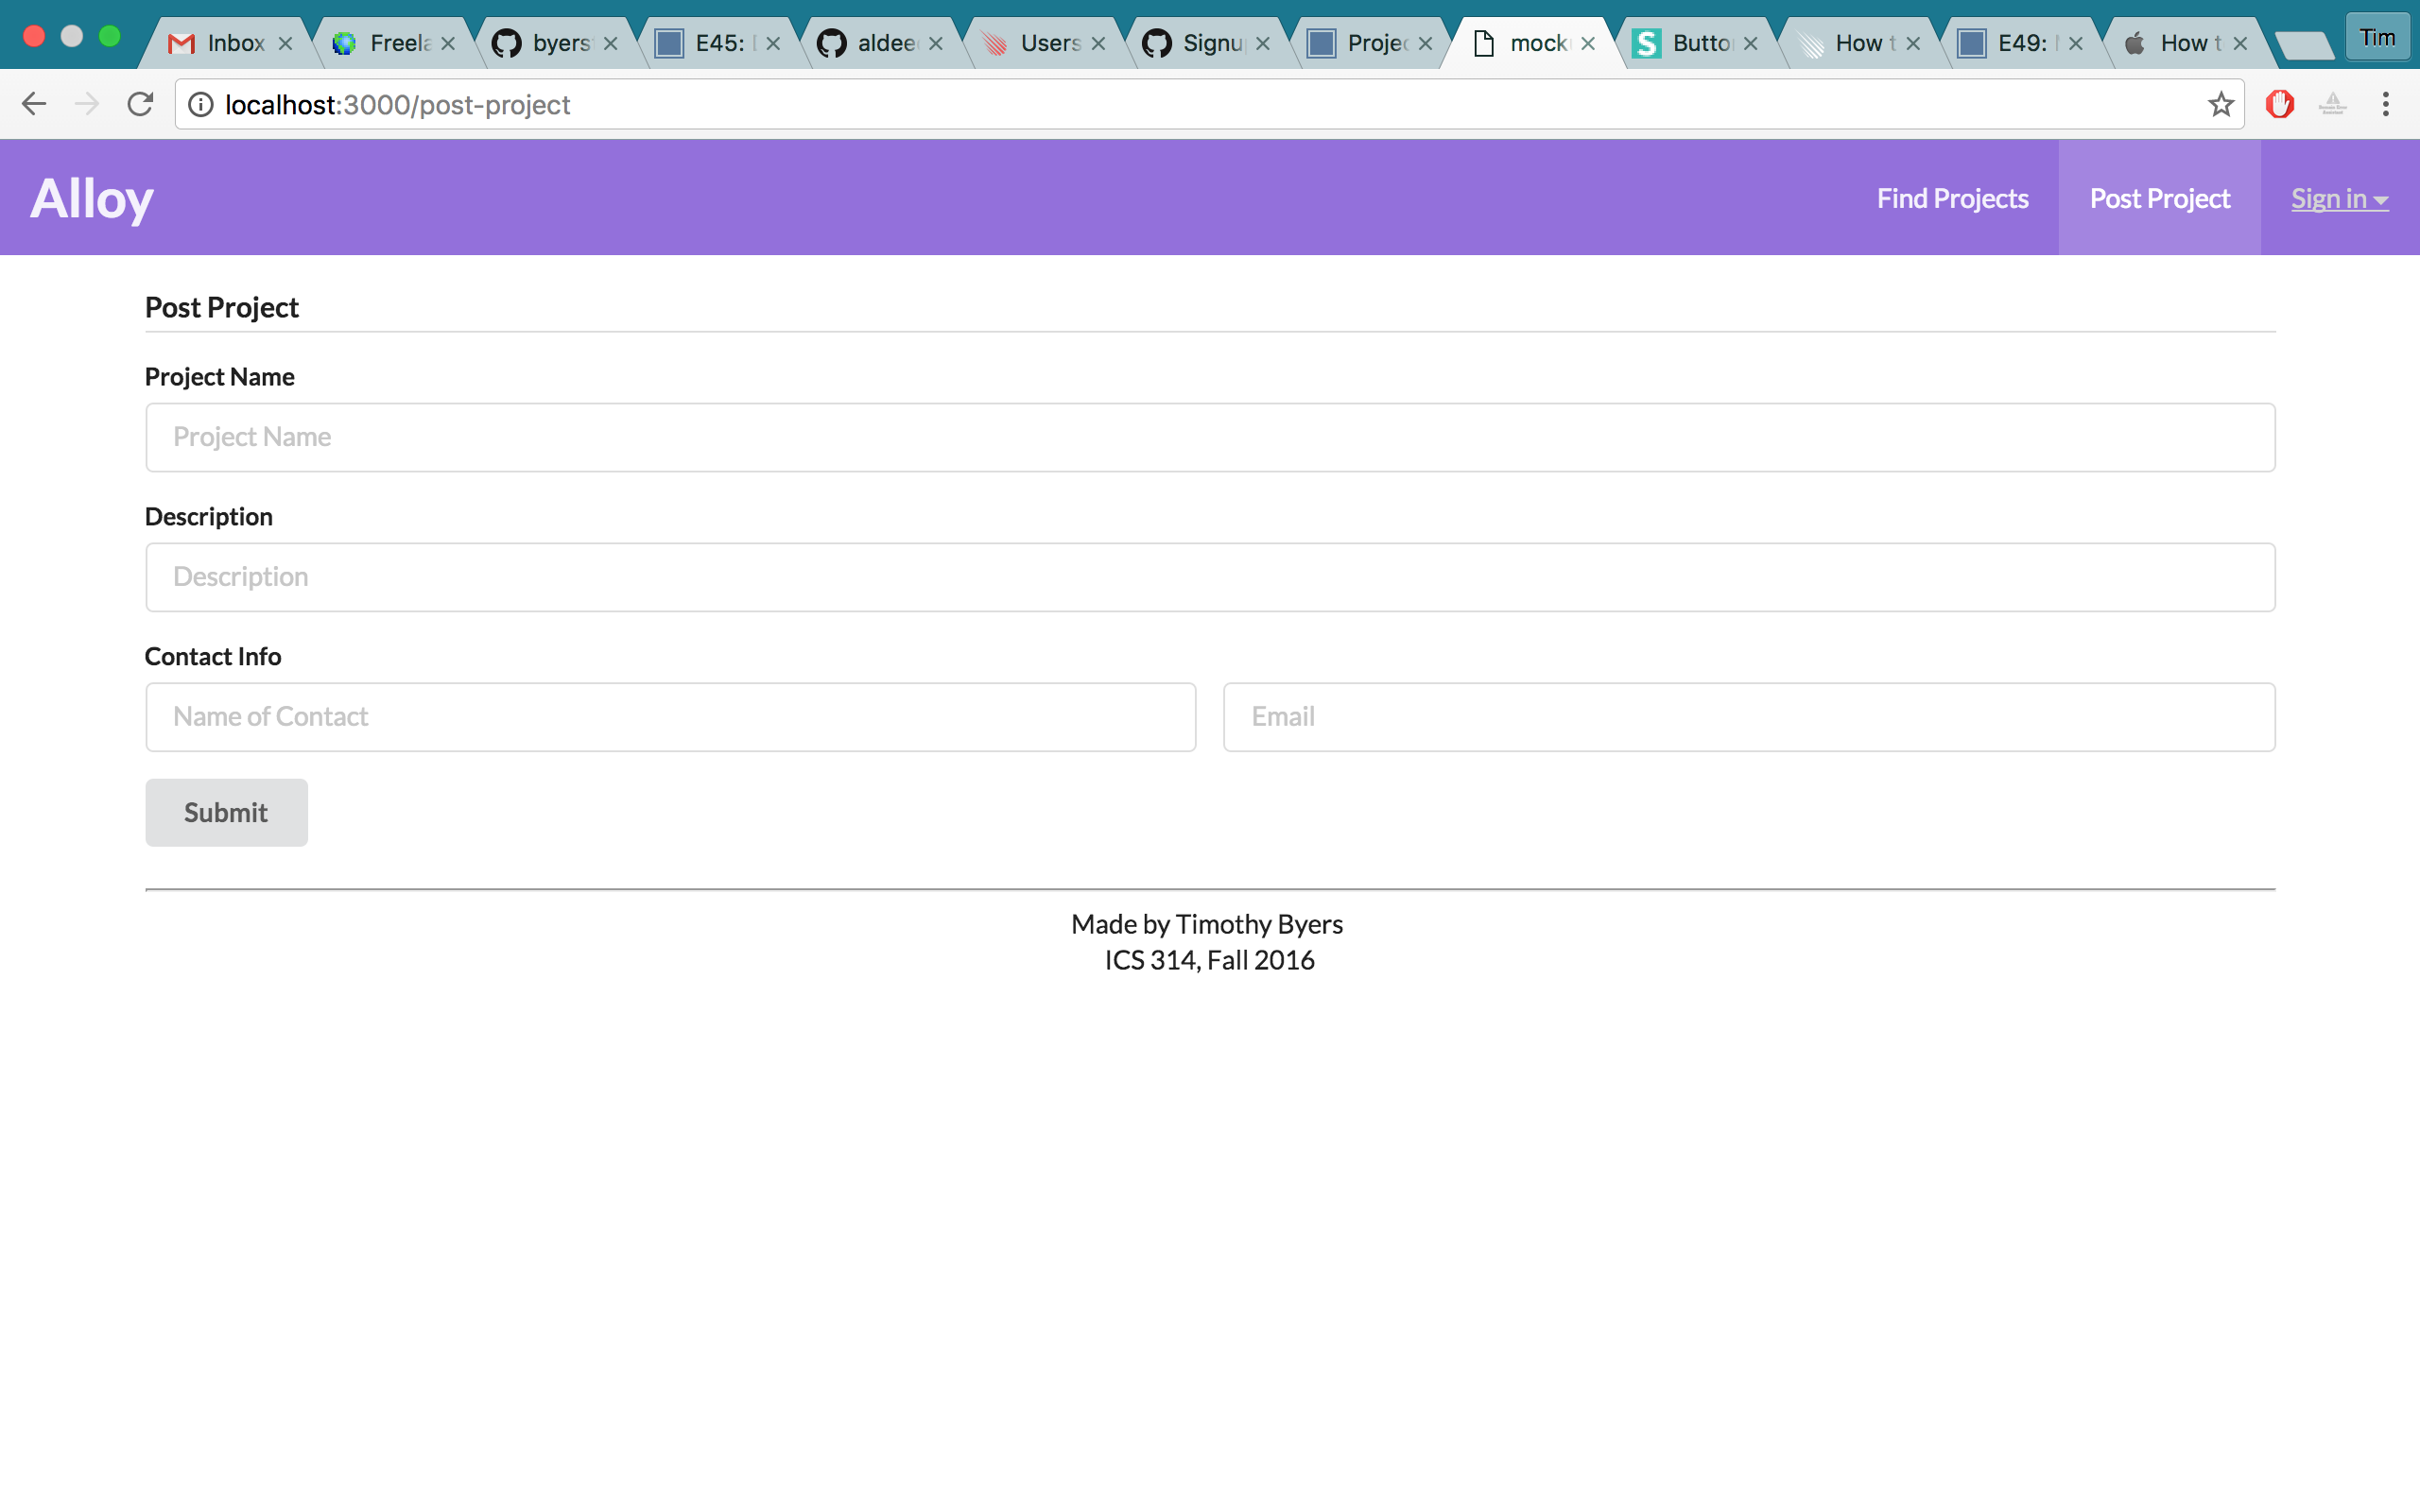 Inbox Freela byers E45: aldee Users Signu Projec mock Butto How t E49: How t Tim
localhost:3000/post-project
Alloy Find Projects Post Project Sign in
Post Project
Project Name
Project Name
Description
Description
Contact Info
Name of Contact Email
Submit
Made by Timothy Byers
ICS 314, Fall 2016